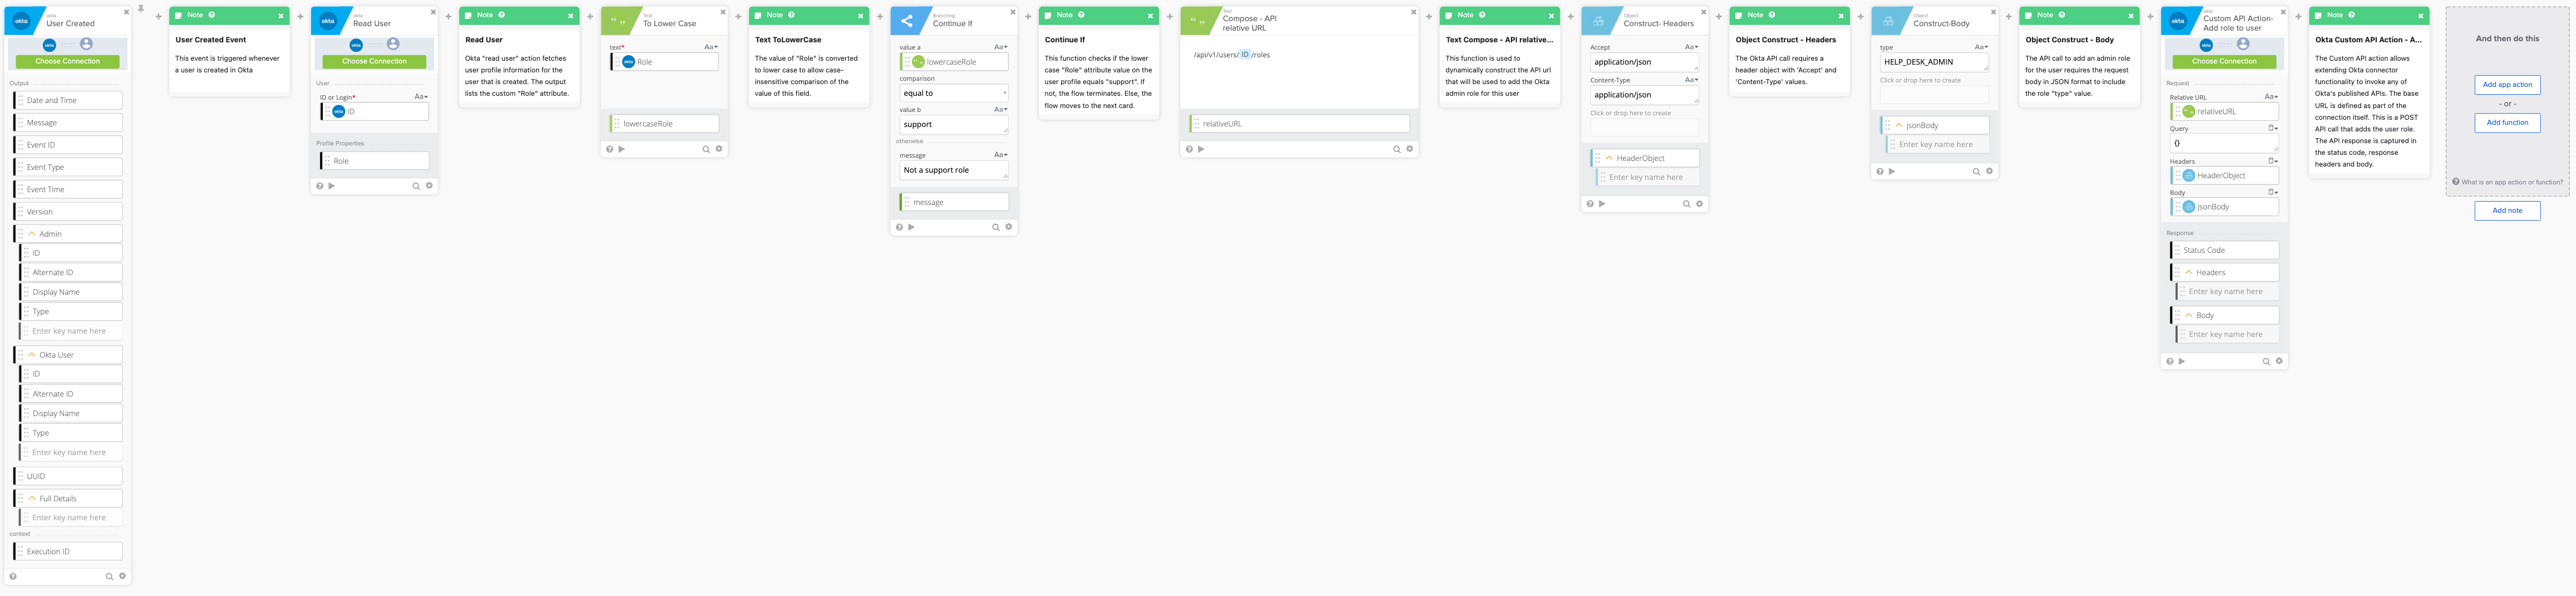 okta
User Created
okta
Choose Connection
Output
Date and Time
Message
Event ID
Event Type
Event Time
Version
Admin
ID
Alternate ID
Display Name
Type
Enter key name here
Okta User
ID
Alternate ID
Display Name
Type
Enter key name here
UUID
Full Details
Enter key name here
context
Execution ID
Note
User Created Event
This event is triggered whenever
a user is created in Okta
okta
okta
Read User
okta
Choose Connection
User
ID or Login*
Aa
okta
ID
Profile Properties
Role
Note
Read User
Okta "read user" action fetches
user profile information for the
user that is created. The output
lists the custom "Role" attribute.
Text
To Lower Case
text*
Aa
okta
Role
lowercaseRole
Note
Text ToLowerCase
The value of "Role" is converted
to lower case to allow case-
insensitive comparison of the
value of this field.
Branching
Continue If
value a
Aa
lowercaseRole
comparison
equal to
value b
Aa
support
otherwise
message
Aa
Not a support role
message
Note
Continue If
This function checks if the lower
case "Role" attribute value on the
user profile equals "support". If
not, the flow terminates. Else, the
flow moves to the next card.
Text
Compose - API
relative URL
/api/v1/users/ ID /roles
relativeURL
Note
Text Compose - API relative...
This function is used to
dynamically construct the API url
that will be used to add the Okta
admin role for this user
Object
Construct- Headers
Accept
Aa
application/json
Content-Type
Aa
application/json
Click or drop here to create
HeaderObject
Enter key name here
Note
Object Construct - Headers
The Okta API call requires a
header object with 'Accept' and
'Content-Type' values.
Object
Construct-Body
type
Aa
HELP_DESK_ADMIN
Click or drop here to create
jsonBody
Enter key name here
Note
Object Construct - Body
The API call to add an admin role
for the user requires the request
body in JSON format to include
the role "type" value.
okta
okta
Custom API Action-
Add role to user
okta
Choose Connection
Request
Relative URL
Aa
relativeURL
Query
{}
Headers
HeaderObject
Body
jsonBody
Response
Status Code
Headers
Enter key name here
Body
Enter key name here
Note
Okta Custom API Action - A...
The Custom API action allows
extending Okta connector
functionality to invoke any of
Okta's published APIs. The base
URL is defined as part of the
connection itself. This is a POST
API call that adds the user role.
The API response is captured in
the status code, response
headers and body.
And then do this
Add app action
- or -
Add function
What is an app action or function?
Add note